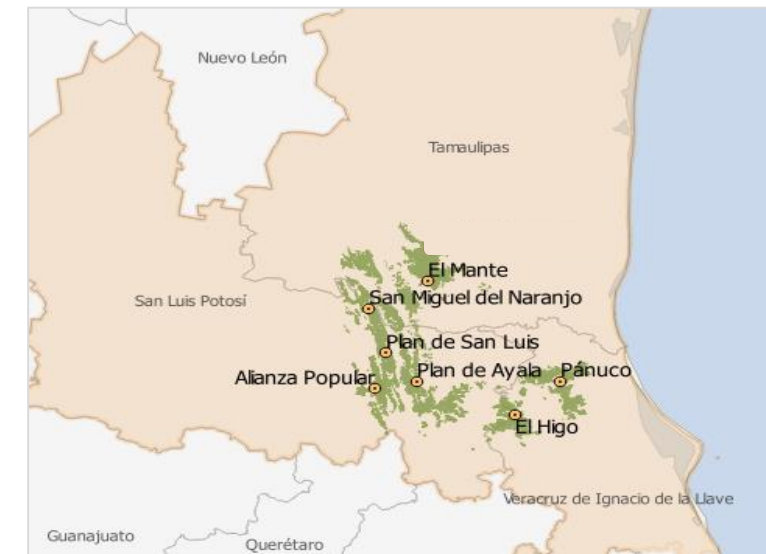 Nuevo León
Tamaulipas
El Mante
San Luis Potosí
San Miguel del Naranjo
Plan de San Luis
Alianza Popular
Plan de Ayala
Pánuco
El Higo
Veracruz de Ignacio de la Llave
Guanajuato
Querétaro